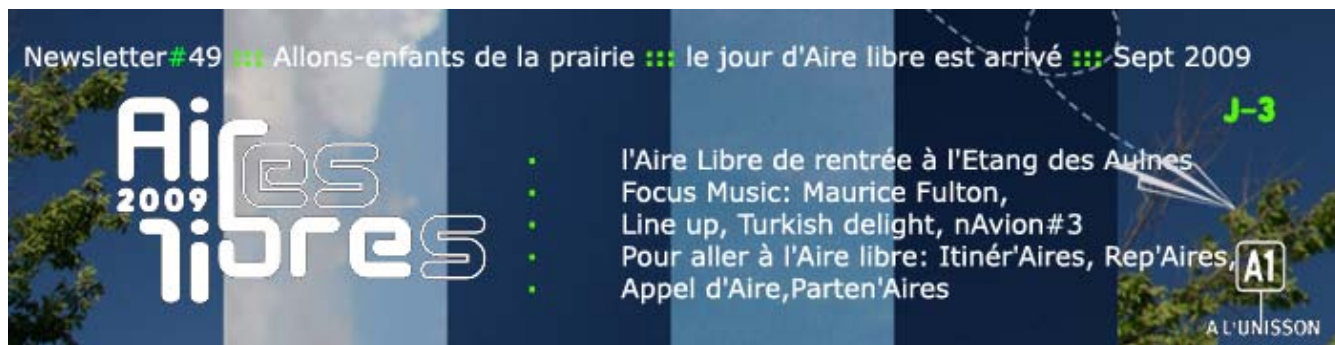 Newsletter#49 ::: Allons-enfants de la prairie ::: le jour d'Aire libre est arrivé ::: Sept 2009
J-3
Aires
2009
libres
· l'Aire Libre de rentrée à l'Etang des Aulnes
· Focus Music: Maurice Fulton,
· Line up, Turkish delight, nAvion#3
· Pour aller à l'Aire libre: Itinér'Aires, Rep'Aires,
· Appel d'Aire,Parten'Aires
A1
A L'UNISSON